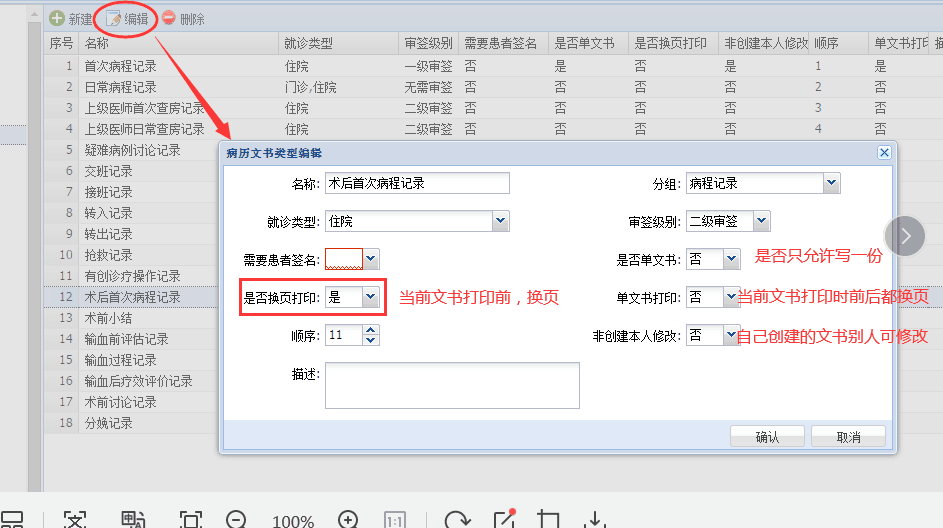 新建 编辑 删除
序号 名称 就诊类型 审签级别 需要患者签名 是否单文书 是否换页打印 非创建本人修改 顺序 单文书打印
1 首次病程记录 住院 一级审签 否 是 否 是 1 是
2 日常病程记录 门诊,住院 无需审签 否 否 否 否 2 否
3 上级医师首次查房记录 住院 二级审签 否 否 否 否 3 否
4 上级医师日常查房记录 住院 二级审签 否 否 否 否 4 否
5 疑难病例讨论记录
6 交班记录
7 接班记录
8 转入记录
9 转出记录
10 抢救记录
11 有创诊疗操作记录
12 术后首次病程记录
13 术前小结
14 输血前评估记录
15 输血过程记录
16 输血后疗效评价记录
17 术前讨论记录
18 分娩记录
病历文书类型编辑
名称: 术后首次病程记录 分组: 病程记录
就诊类型: 住院 审签级别: 二级审签
需要患者签名: 是否单文书: 否 是否只允许写一份
是否换页打印: 是 当前文书打印前，换页 单文书打印: 否 当前文书打印时前后都换页
顺序: 11 非创建本人修改: 否 自己创建的文书别人可修改
描述:
确认 取消
100% 1:1